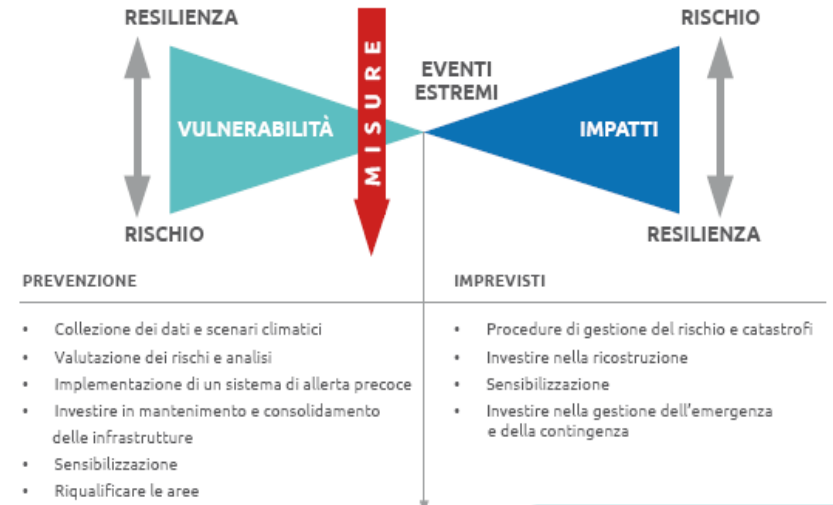 RESILIENZA
RISCHIO
MISURE
EVENTI
ESTREMI
VULNERABILITÀ
IMPATTI
RISCHIO
RESILIENZA
PREVENZIONE
• Collezione dei dati e scenari climatici
• Valutazione dei rischi e analisi
• Implementazione di un sistema di allerta precoce
• Investire in mantenimento e consolidamento
delle infrastrutture
• Sensibilizzazione
• Riqualificare le aree
IMPREVISTI
• Procedure di gestione del rischio e catastrofi
• Investire nella ricostruzione
• Sensibilizzazione
• Investire nella gestione dell'emergenza
e della contingenza